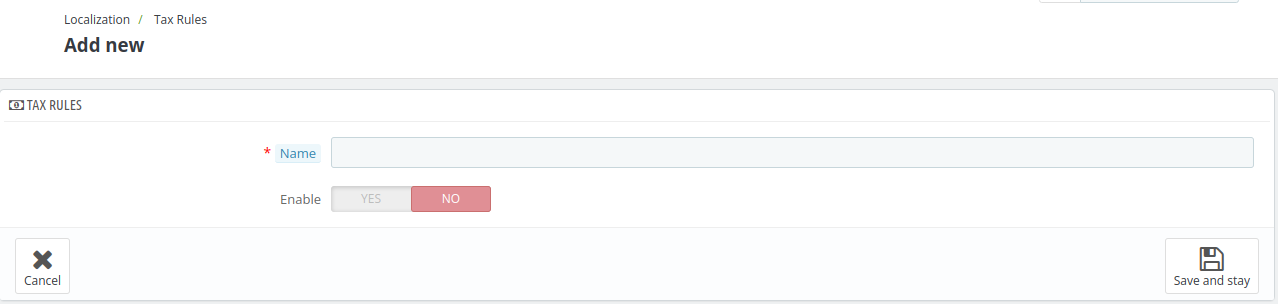 Localization / Tax Rules
Add new
TAX RULES
* Name
Enable YES NO
Cancel Save and stay